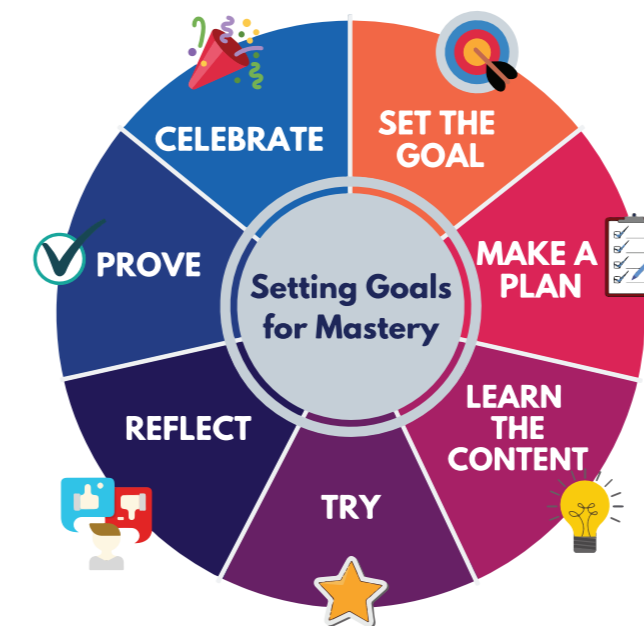 Setting Goals
for Mastery
SET THE
GOAL
MAKE A
PLAN
LEARN
THE
CONTENT
TRY
REFLECT
PROVE
CELEBRATE